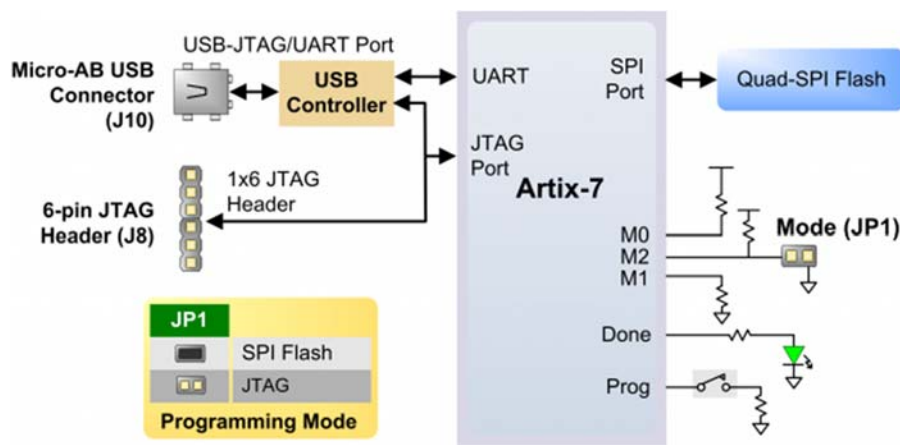 USB-JTAG/UART Port
Micro-AB USB
Connector
(J10)
USB
Controller
UART
SPI
Port
Quad-SPI Flash
JTAG
Port
1x6 JTAG
Header
6-pin JTAG
Header (J8)
Artix-7
M0
M2
M1
Mode (JP1)
Done
Prog
JP1
SPI Flash
JTAG
Programming Mode